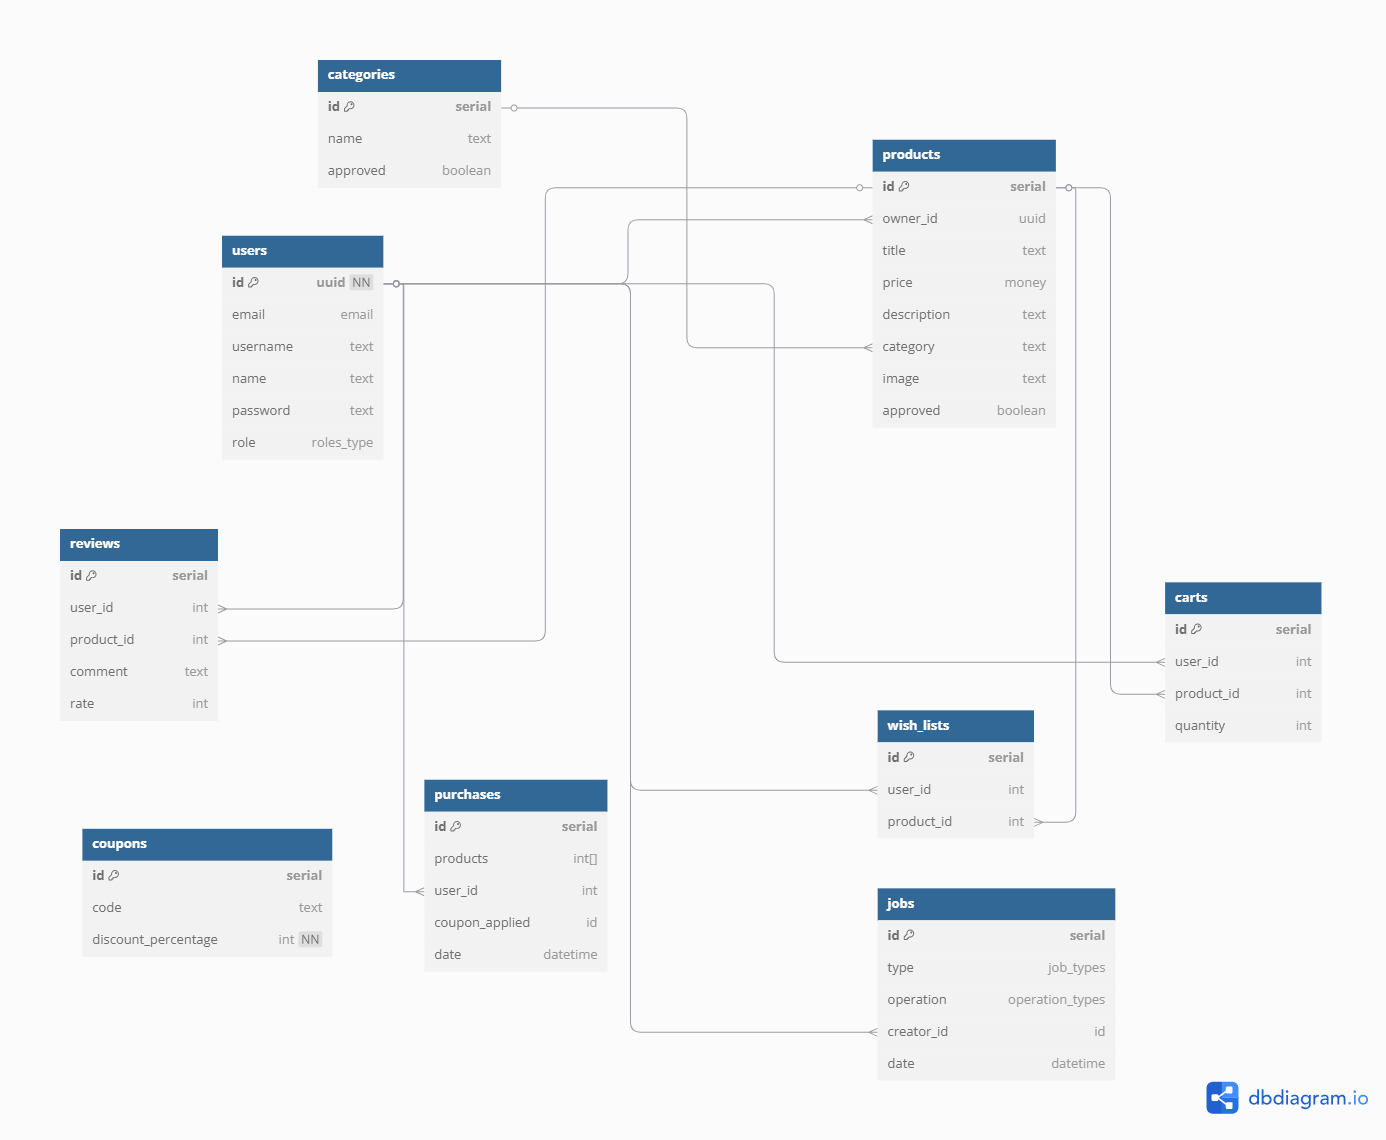 categories
id serial
name text
approved boolean
products
id serial
owner_id uuid
title text
price money
description text
category text
image text
approved boolean
users
id uuid NN
email email
username text
name text
password text
role roles_type
reviews
id serial
user_id int
product_id int
comment text
rate int
carts
id serial
user_id int
product_id int
quantity int
wish_lists
id serial
user_id int
product_id int
purchases
id serial
products int[]
user_id int
coupon_applied id
date datetime
coupons
id serial
code text
discount_percentage int NN
jobs
id serial
type job_types
operation operation_types
creator_id id
date datetime
dbdiagram.io